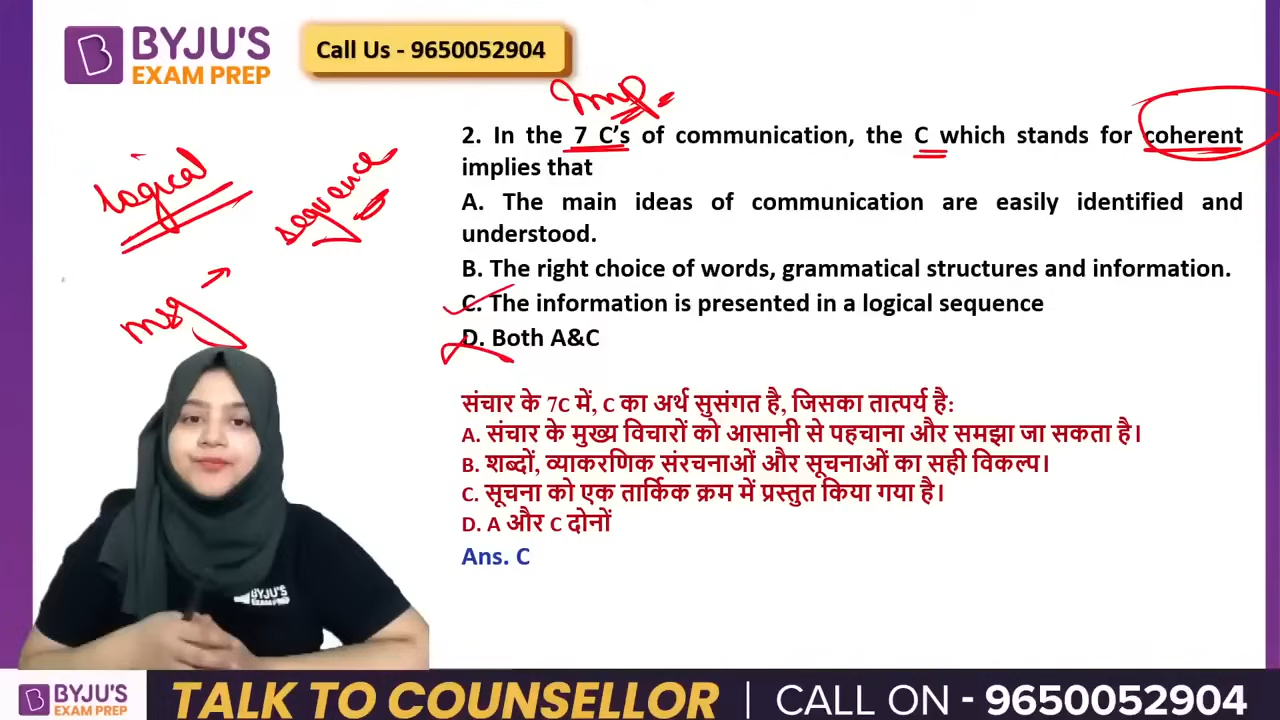 BYJU'S
EXAM PREP
Call Us - 9650052904
Imp.
2. In the 7 C's of communication, the C which stands for coherent
implies that
A. The main ideas of communication are easily identified and
understood.
B. The right choice of words, grammatical structures and information.
C. The information is presented in a logical sequence
D. Both A&C
logical
sequence
msg
संचार के 7C में, C का अर्थ सुसंगत है, जिसका तात्पर्य है:
A. संचार के मुख्य विचारों को आसानी से पहचाना और समझा जा सकता है।
B. शब्दों, व्याकरणिक संरचनाओं और सूचनाओं का सही विकल्प।
C. सूचना को एक तार्किक क्रम में प्रस्तुत किया गया है।
D. A और C दोनों
Ans. C
BYJU'S
EXAM PREP
BYJU'S
EXAM PREP
TALK TO COUNSELLOR | CALL ON - 9650052904